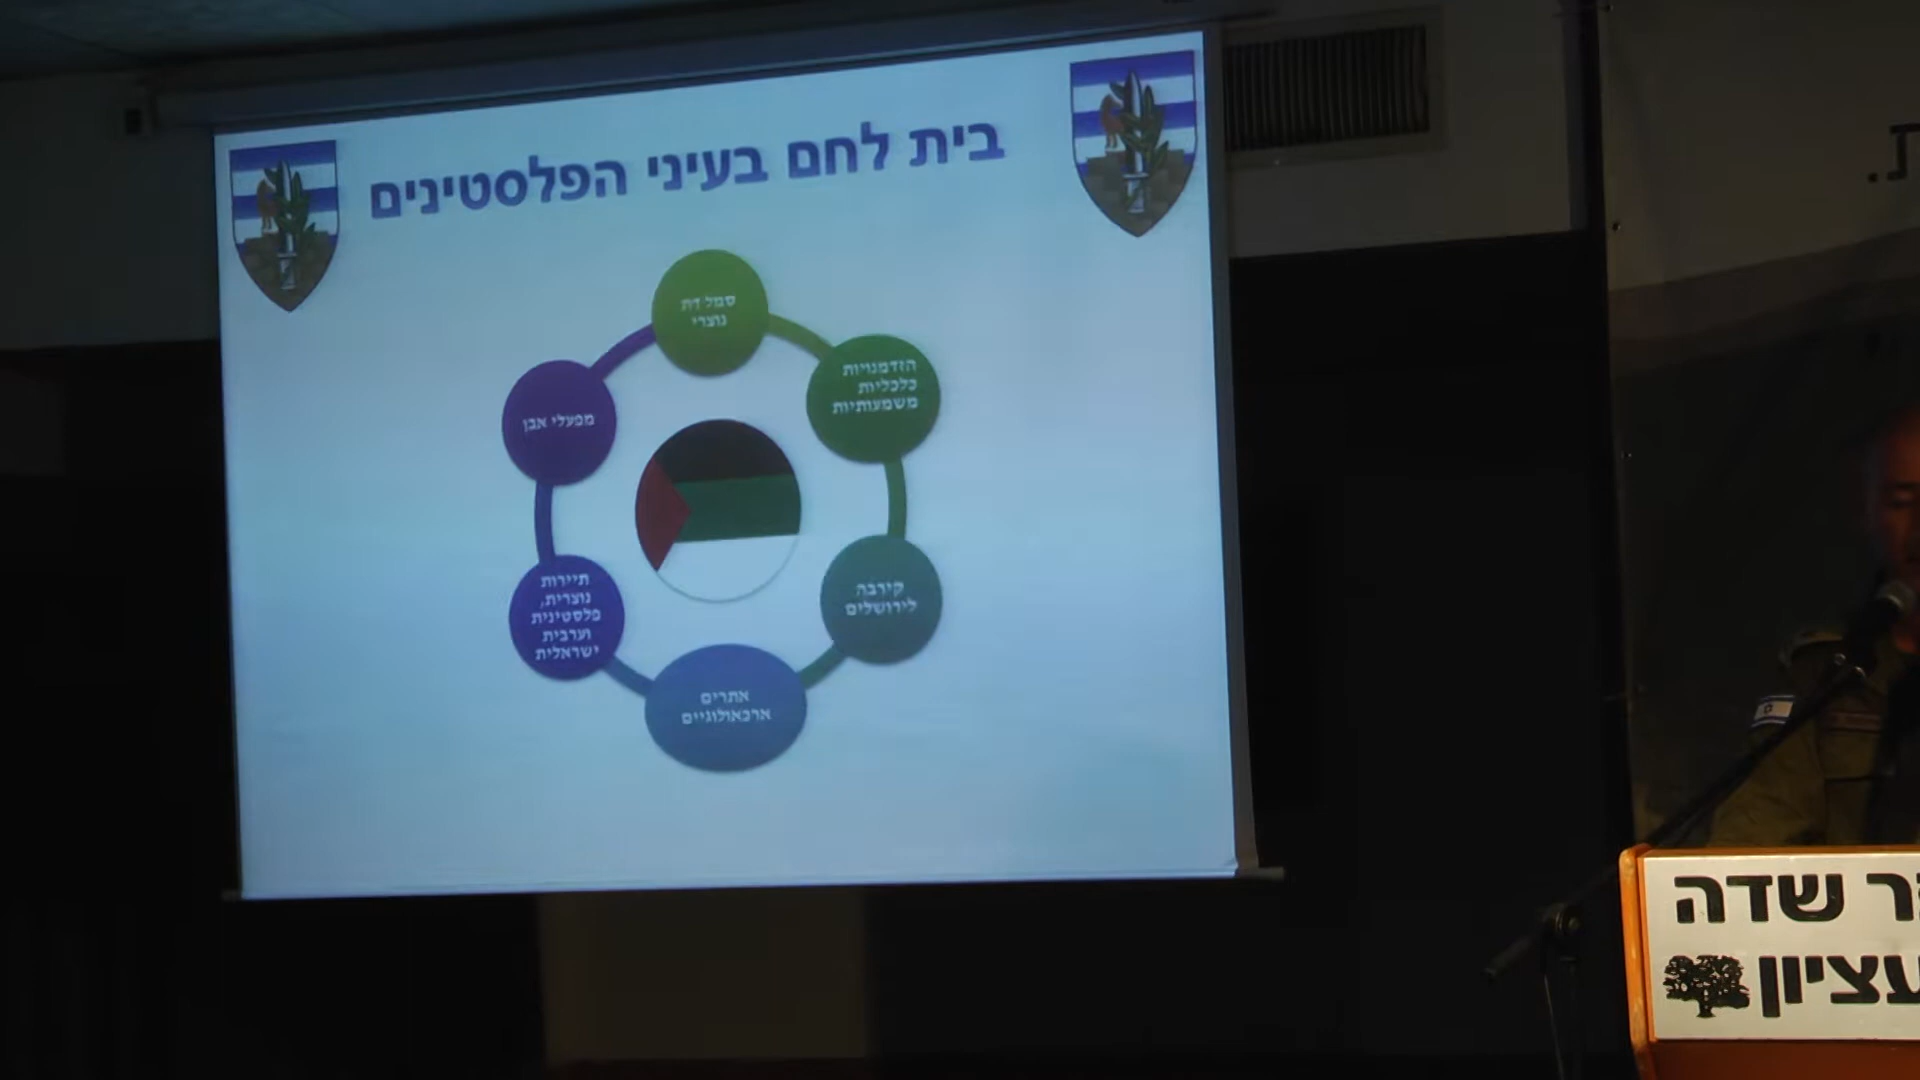 בית לחם בעיני הפלסטינים
סמל דת
נוצרי
הזדמנויות
כלכליות
משמעותיות
קירבה
לירושלים
אתרים
ארכאולוגיים
תיירות
נוצרית,
פלסטינית
וערבית
ישראלית
מפעלי אבן
ת.
ר שדה
עציון